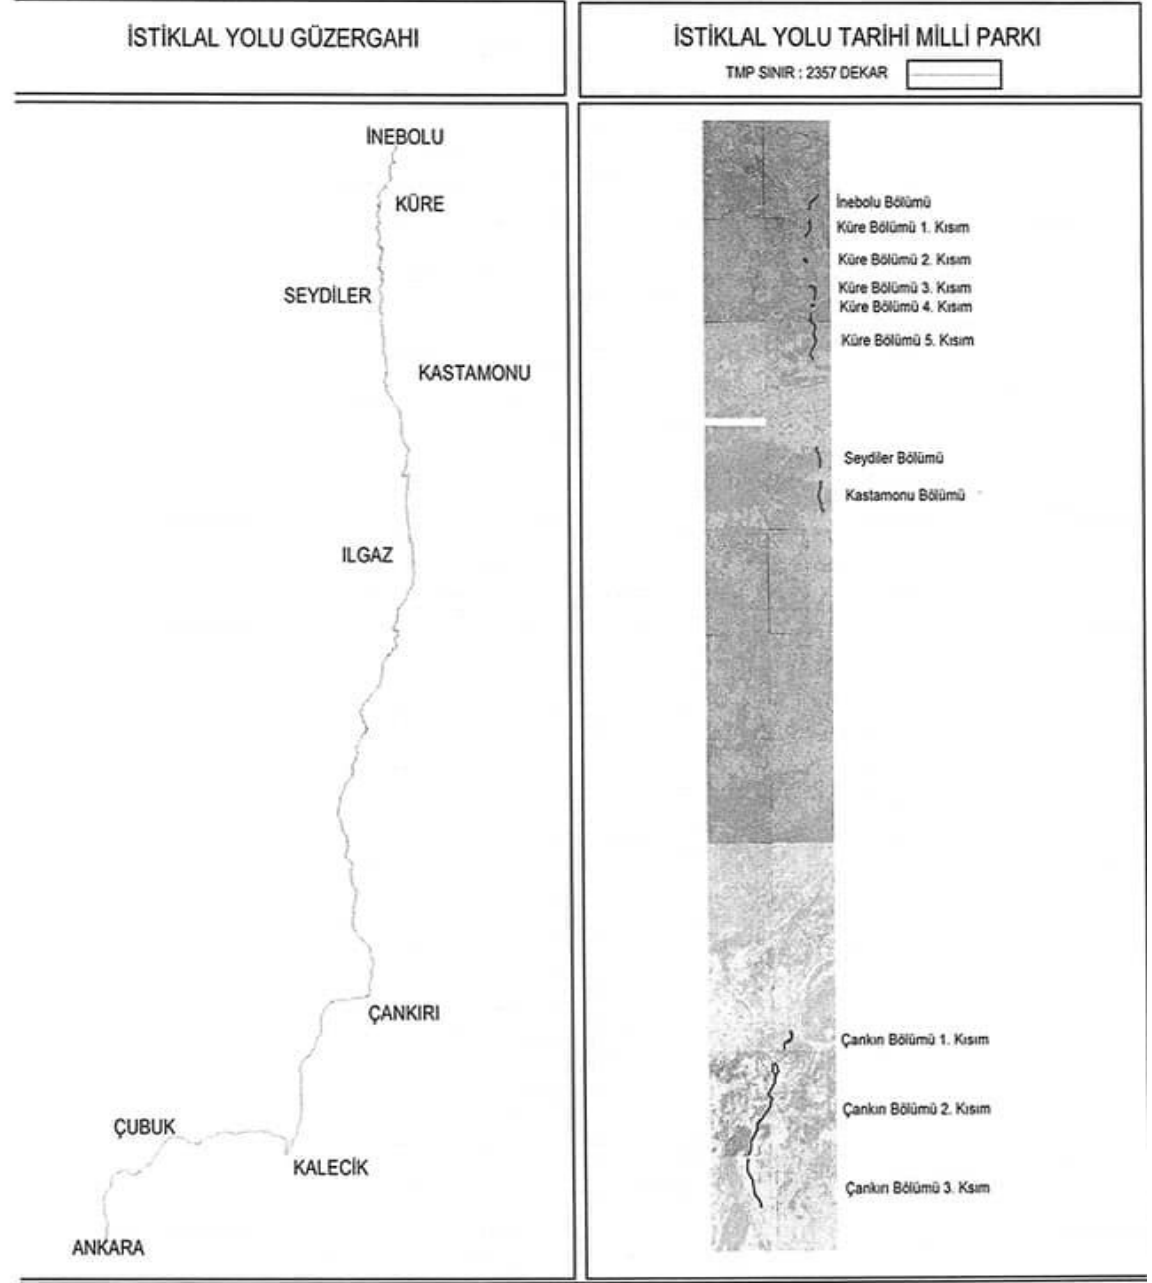 İSTİKLAL YOLU GÜZERGAHI
İNEBOLU
KÜRE
SEYDİLER
KASTAMONU
ILGAZ
ÇANKIRI
ÇUBUK
KALECİK
ANKARA
İSTİKLAL YOLU TARİHİ MİLLİ PARKI
TMP SINIR : 2357 DEKAR
İnebolu Bölümü
Küre Bölümü 1. Kısım
Küre Bölümü 2. Kısım
Küre Bölümü 3. Kısım
Küre Bölümü 4. Kısım
Küre Bölümü 5. Kısım
Seydiler Bölümü
Kastamonu Bölümü
Çankırı Bölümü 1. Kısım
Çankırı Bölümü 2. Kısım
Çankırı Bölümü 3. Ksım